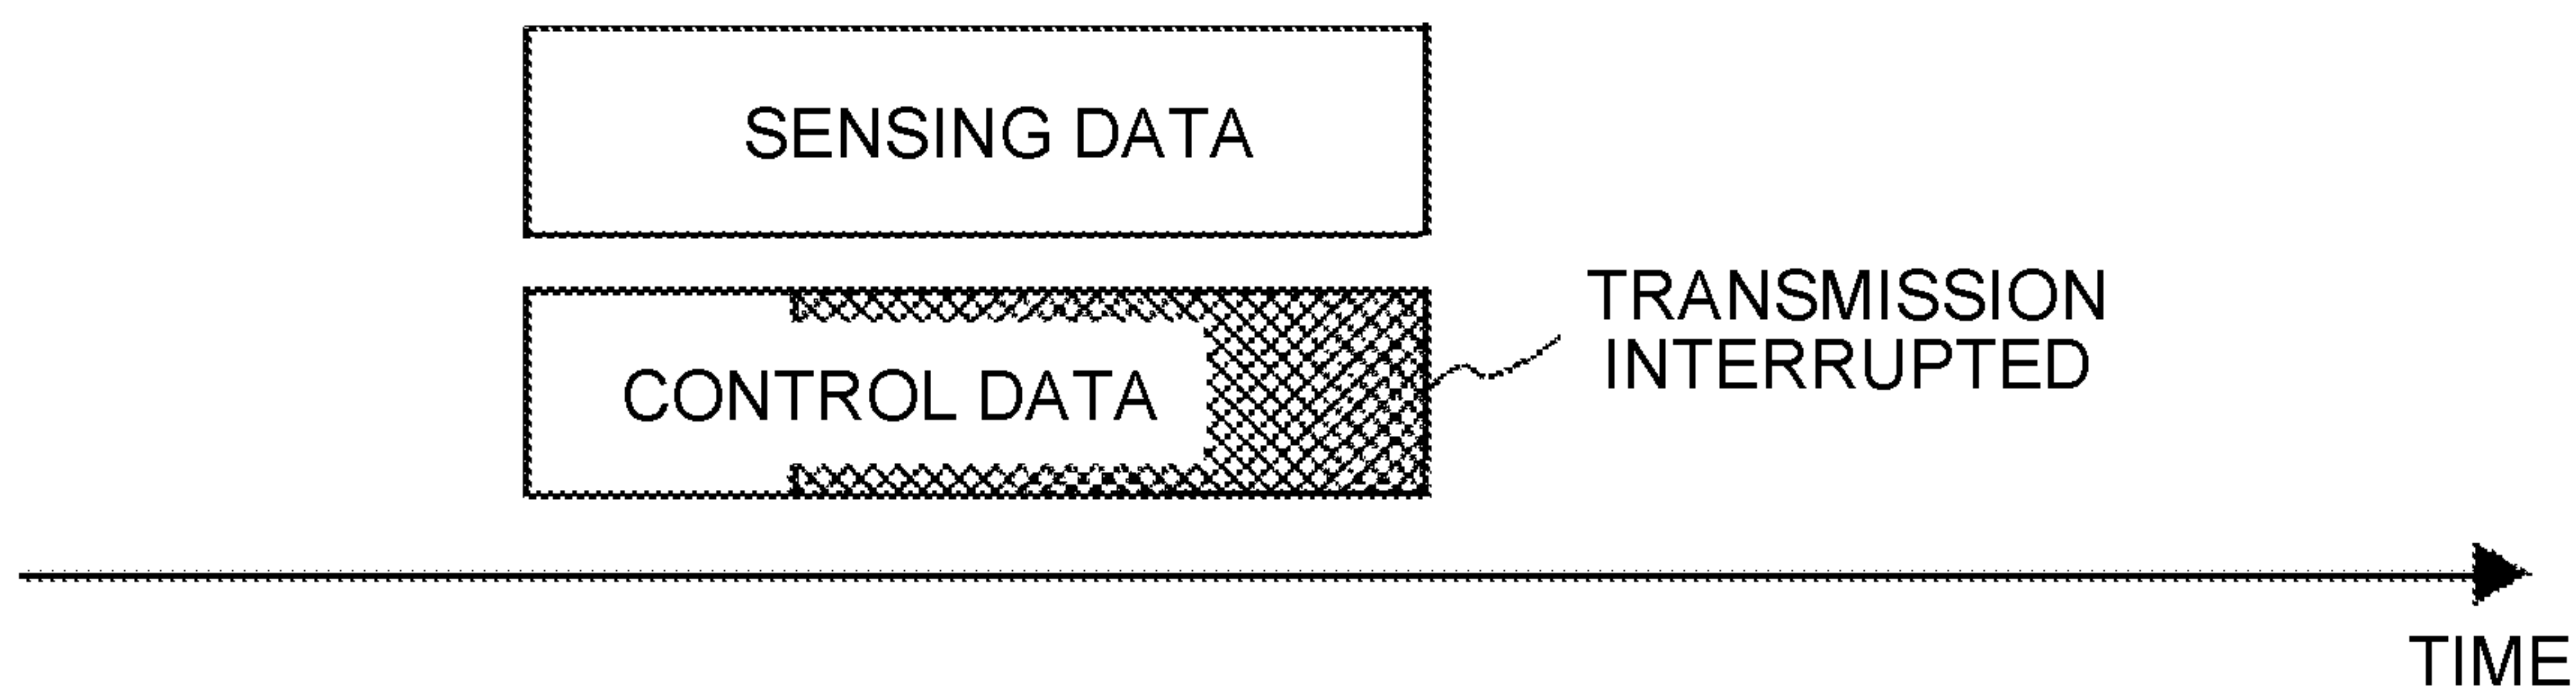 SENSING DATA
CONTROL DATA
TRANSMISSION
INTERRUPTED
TIME